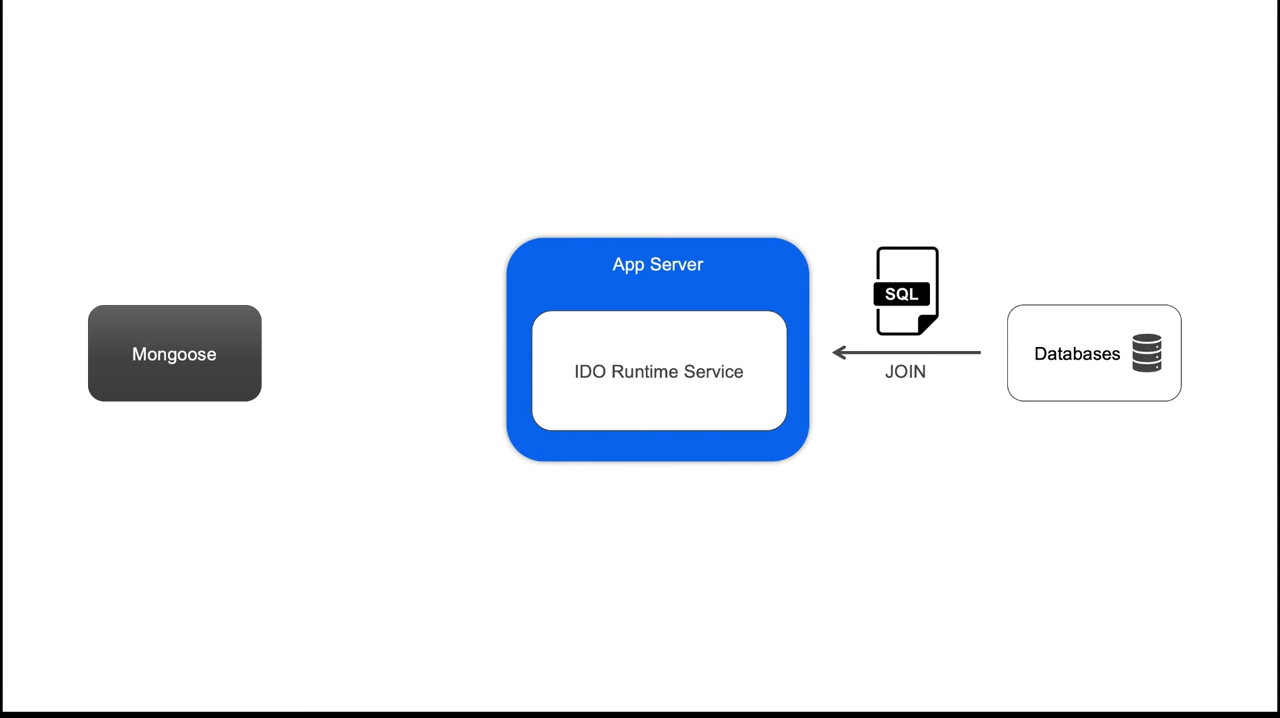 App Server
SQL
Mongoose
Databases
IDO Runtime Service
JOIN